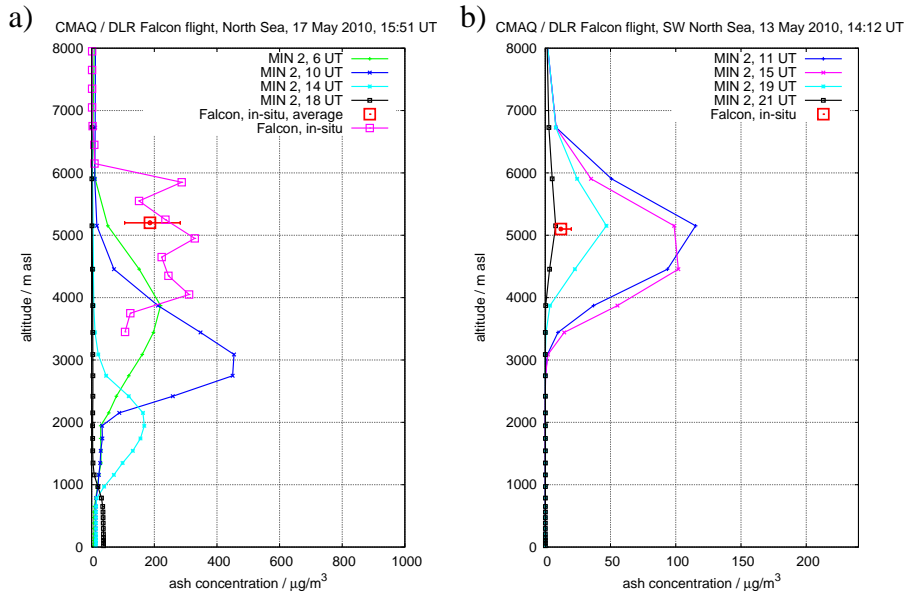 a)
CMAQ / DLR Falcon flight, North Sea, 17 May 2010, 15:51 UT
8000
7000
6000
5000
4000
3000
2000
1000
0
altitude / m asl
MIN 2, 6 UT
MIN 2, 10 UT
MIN 2, 14 UT
MIN 2, 18 UT
Falcon, in-situ, average
Falcon, in-situ
0 200 400 600 800 1000
ash concentration / μg/m³
b)
CMAQ / DLR Falcon flight, SW North Sea, 13 May 2010, 14:12 UT
8000
7000
6000
5000
4000
3000
2000
1000
0
altitude / m asl
MIN 2, 11 UT
MIN 2, 15 UT
MIN 2, 19 UT
MIN 2, 21 UT
Falcon, in-situ
0 50 100 150 200
ash concentration / μg/m³